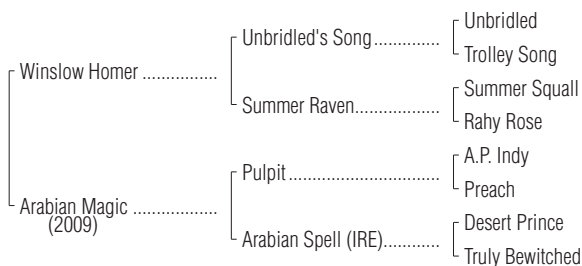 Unbridled
Unbridled's Song..............
Trolley Song
Winslow Homer ................
Summer Squall
Summer Raven..................
Rahy Rose
A.P. Indy
Pulpit ................................
Preach
Arabian Magic ..................
(2009)
Desert Prince
Arabian Spell (IRE)............
Truly Bewitched